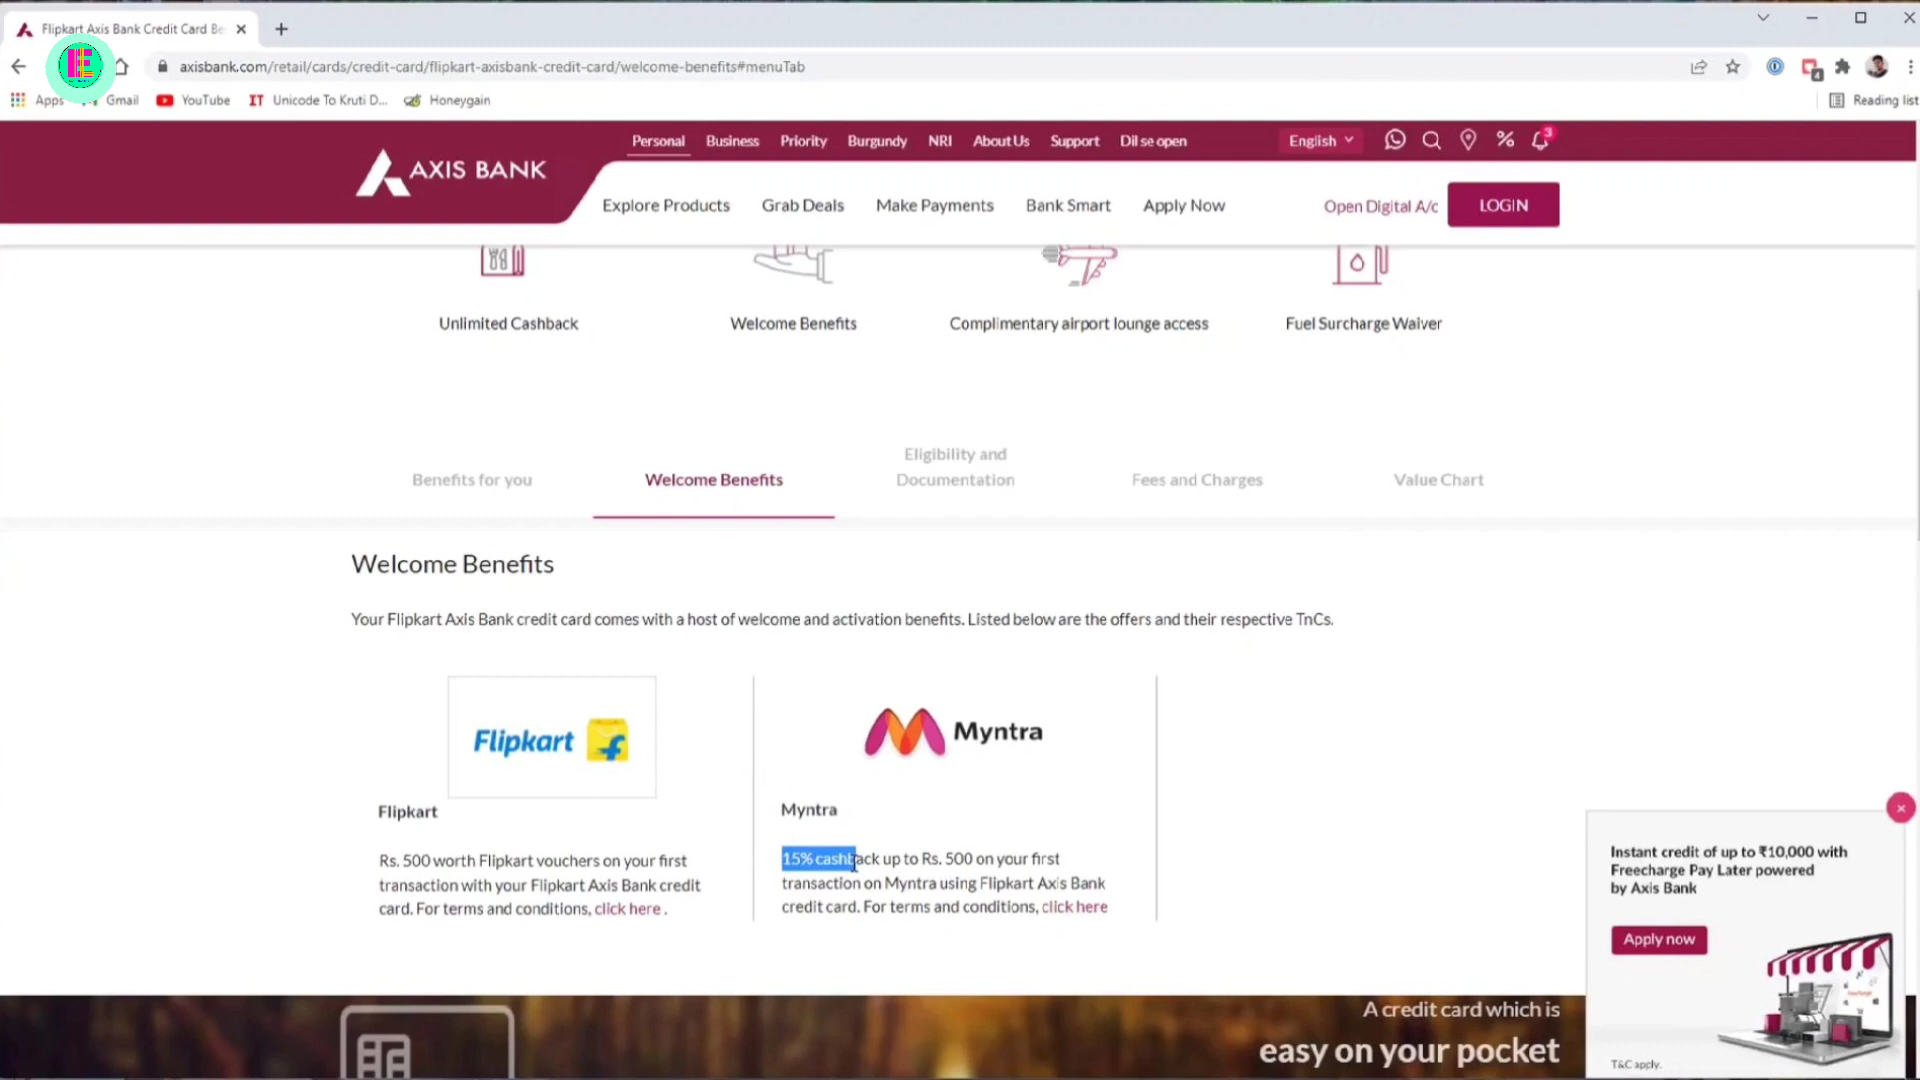 Flipkart Axis Bank Credit Card Be
E
axisbank.com/retail/cards/credit-card/flipkart-axisbank-credit-card/welcome-benefits#menuTab
4
Apps
Gmail
YouTube
IT Unicode To Kruti D...
Honeygain
Reading list
Personal
Business
Priority
Burgundy
NRI
About Us
Support
Dil se open
English
3
AXIS BANK
Explore Products
Grab Deals
Make Payments
Bank Smart
Apply Now
Open Digital A/c
LOGIN
Unlimited Cashback
Welcome Benefits
Complimentary airport lounge access
Fuel Surcharge Waiver
Benefits for you
Welcome Benefits
Eligibility and
Documentation
Fees and Charges
Value Chart
Welcome Benefits
Your Flipkart Axis Bank credit card comes with a host of welcome and activation benefits. Listed below are the offers and their respective TnCs.
Flipkart
Flipkart
Rs. 500 worth Flipkart vouchers on your first
transaction with your Flipkart Axis Bank credit
card. For terms and conditions, click here .
Myntra
Myntra
15% cashback up to Rs. 500 on your first
transaction on Myntra using Flipkart Axis Bank
credit card. For terms and conditions, click here
Instant credit of up to ₹10,000 with
Freecharge Pay Later powered
by Axis Bank
Apply now
T&C apply.
A credit card which is
easy on your pocket